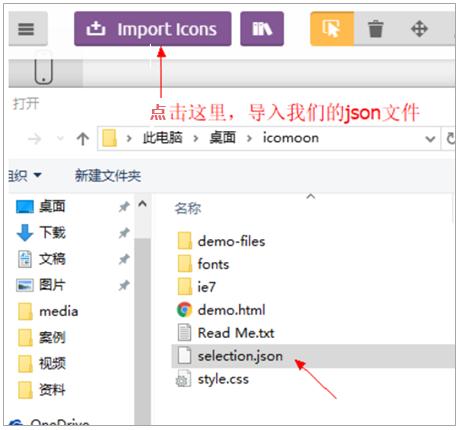 Import Icons
打开
点击这里，导入我们的json文件
此电脑 桌面 icomoon
组织 新建文件夹
桌面
下载
文稿
图片
media
案例
视频
资料
OneDrive
名称
demo-files
fonts
ie7
demo.html
Read Me.txt
selection.json
style.css